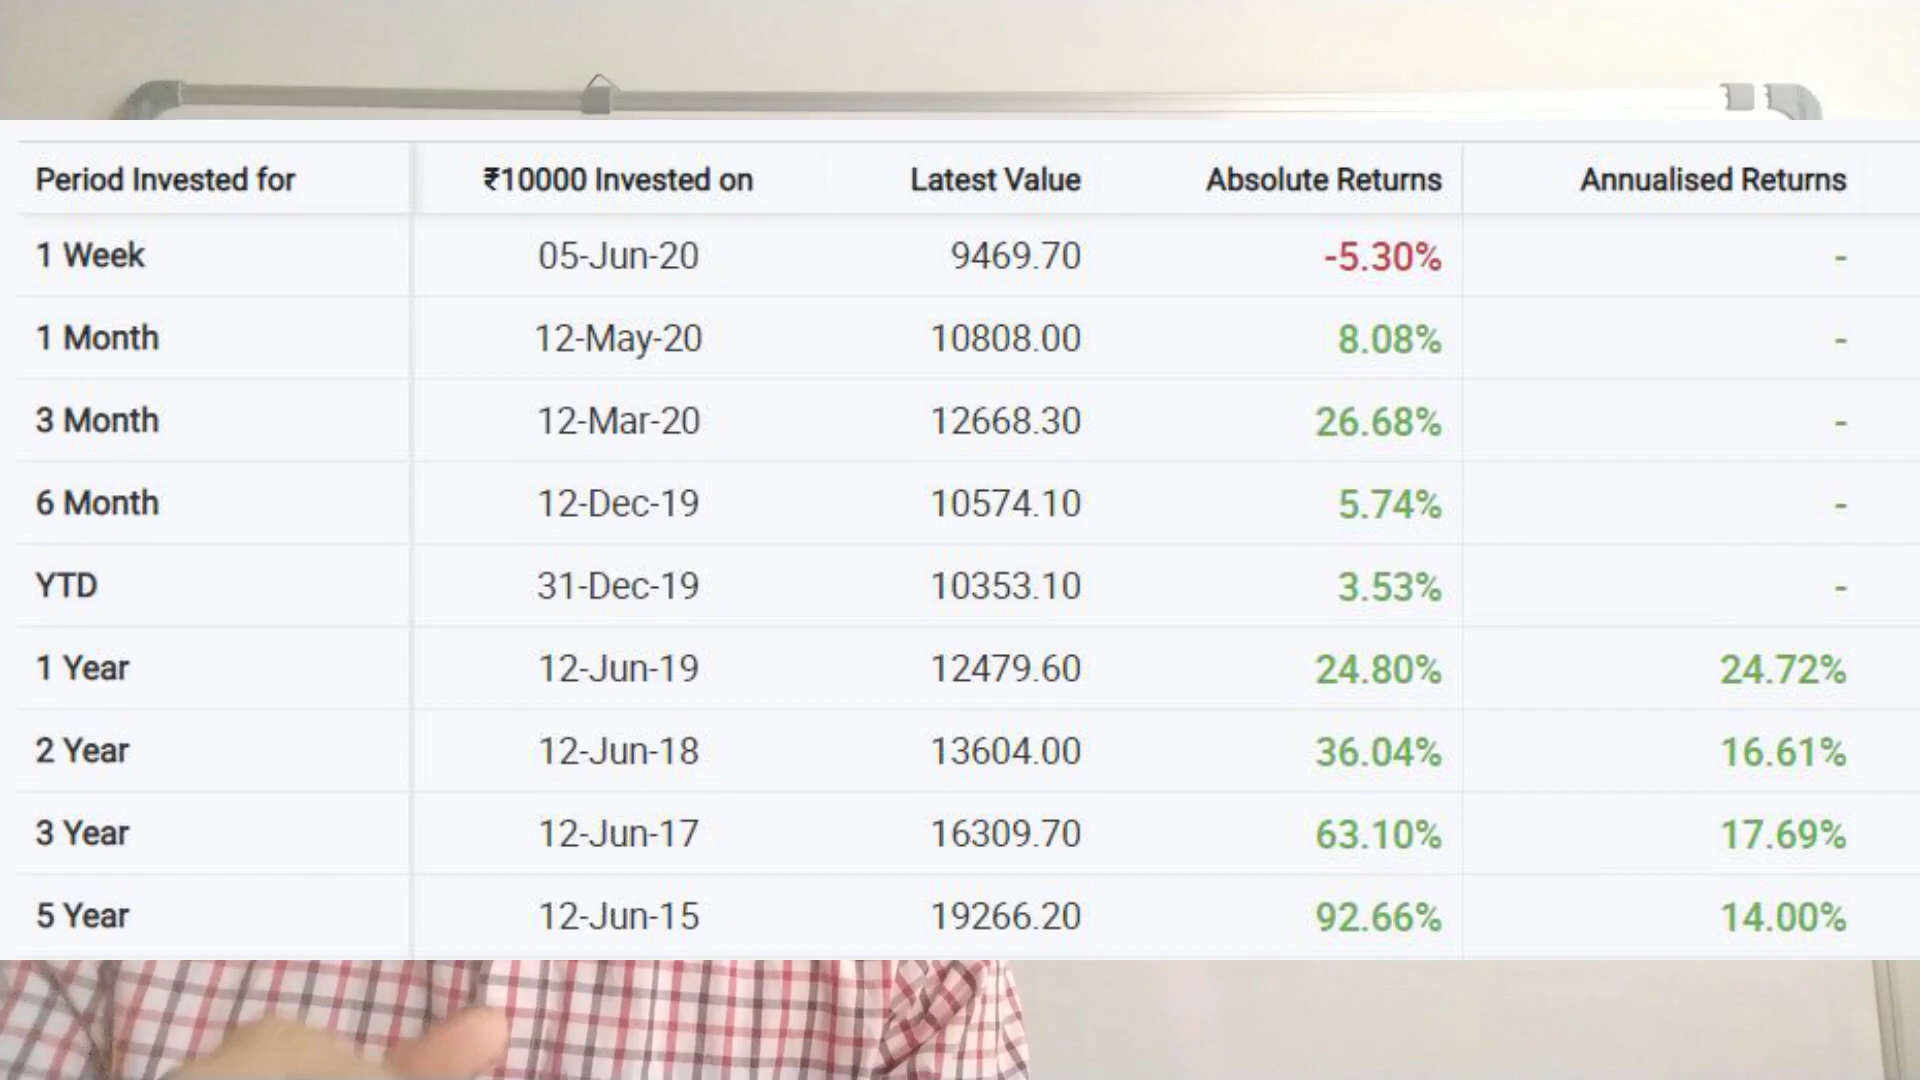 Period Invested for ₹10000 Invested on Latest Value Absolute Returns Annualised Returns
1 Week 05-Jun-20 9469.70 -5.30% -
1 Month 12-May-20 10808.00 8.08% -
3 Month 12-Mar-20 12668.30 26.68% -
6 Month 12-Dec-19 10574.10 5.74% -
YTD 31-Dec-19 10353.10 3.53% -
1 Year 12-Jun-19 12479.60 24.80% 24.72%
2 Year 12-Jun-18 13604.00 36.04% 16.61%
3 Year 12-Jun-17 16309.70 63.10% 17.69%
5 Year 12-Jun-15 19266.20 92.66% 14.00%